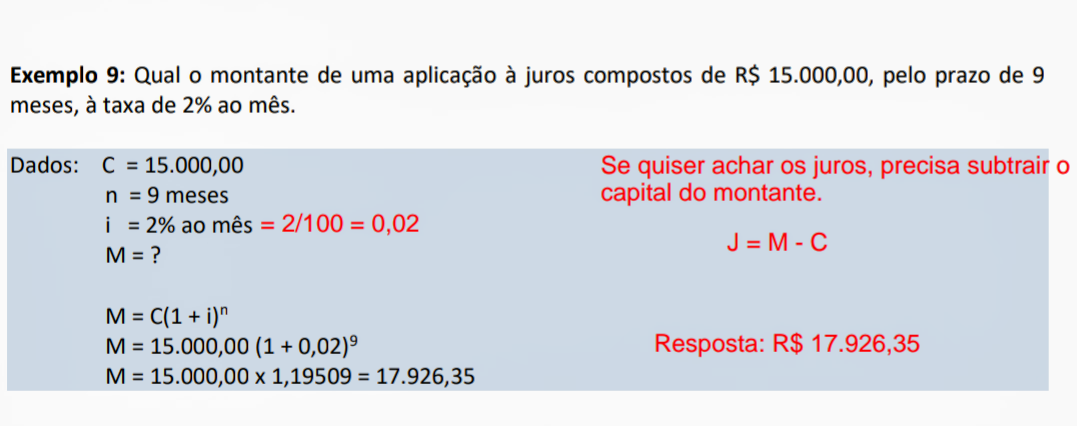 Exemplo 9: Qual o montante de uma aplicação à juros compostos de R$ 15.000,00, pelo prazo de 9
meses, à taxa de 2% ao mês.
Dados: C = 15.000,00
n = 9 meses
i = 2% ao mês = 2/100 = 0,02
M = ?
Se quiser achar os juros, precisa subtrair o
capital do montante.
J = M - C
M = C(1 + i)ⁿ
M = 15.000,00 (1 + 0,02)⁹
M = 15.000,00 x 1,19509 = 17.926,35
Resposta: R$ 17.926,35